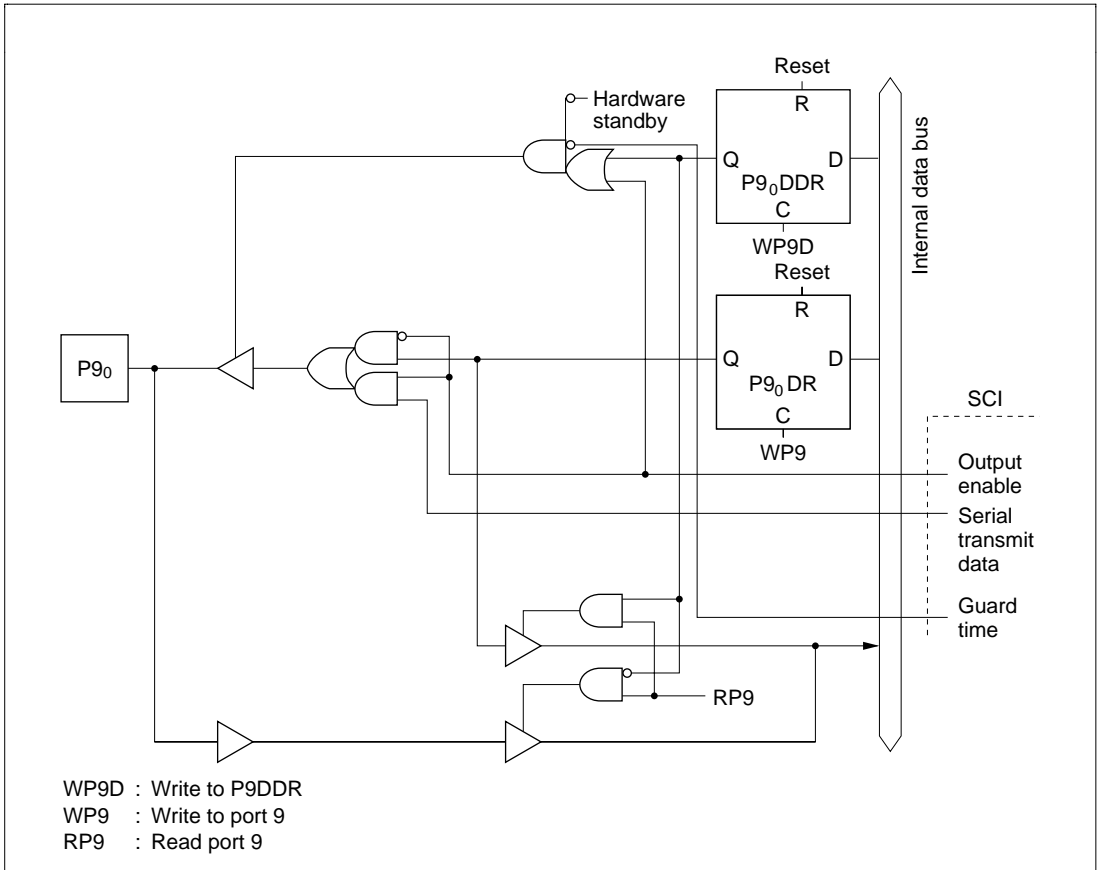 Reset
R
Hardware
standby
Q
D
P9₀DDR
C
WP9D
Internal data bus
Reset
R
P9₀
Q
D
P9₀DR
C
WP9
SCI
Output
enable
Serial
transmit
data
Guard
time
RP9
WP9D : Write to P9DDR
WP9 : Write to port 9
RP9 : Read port 9